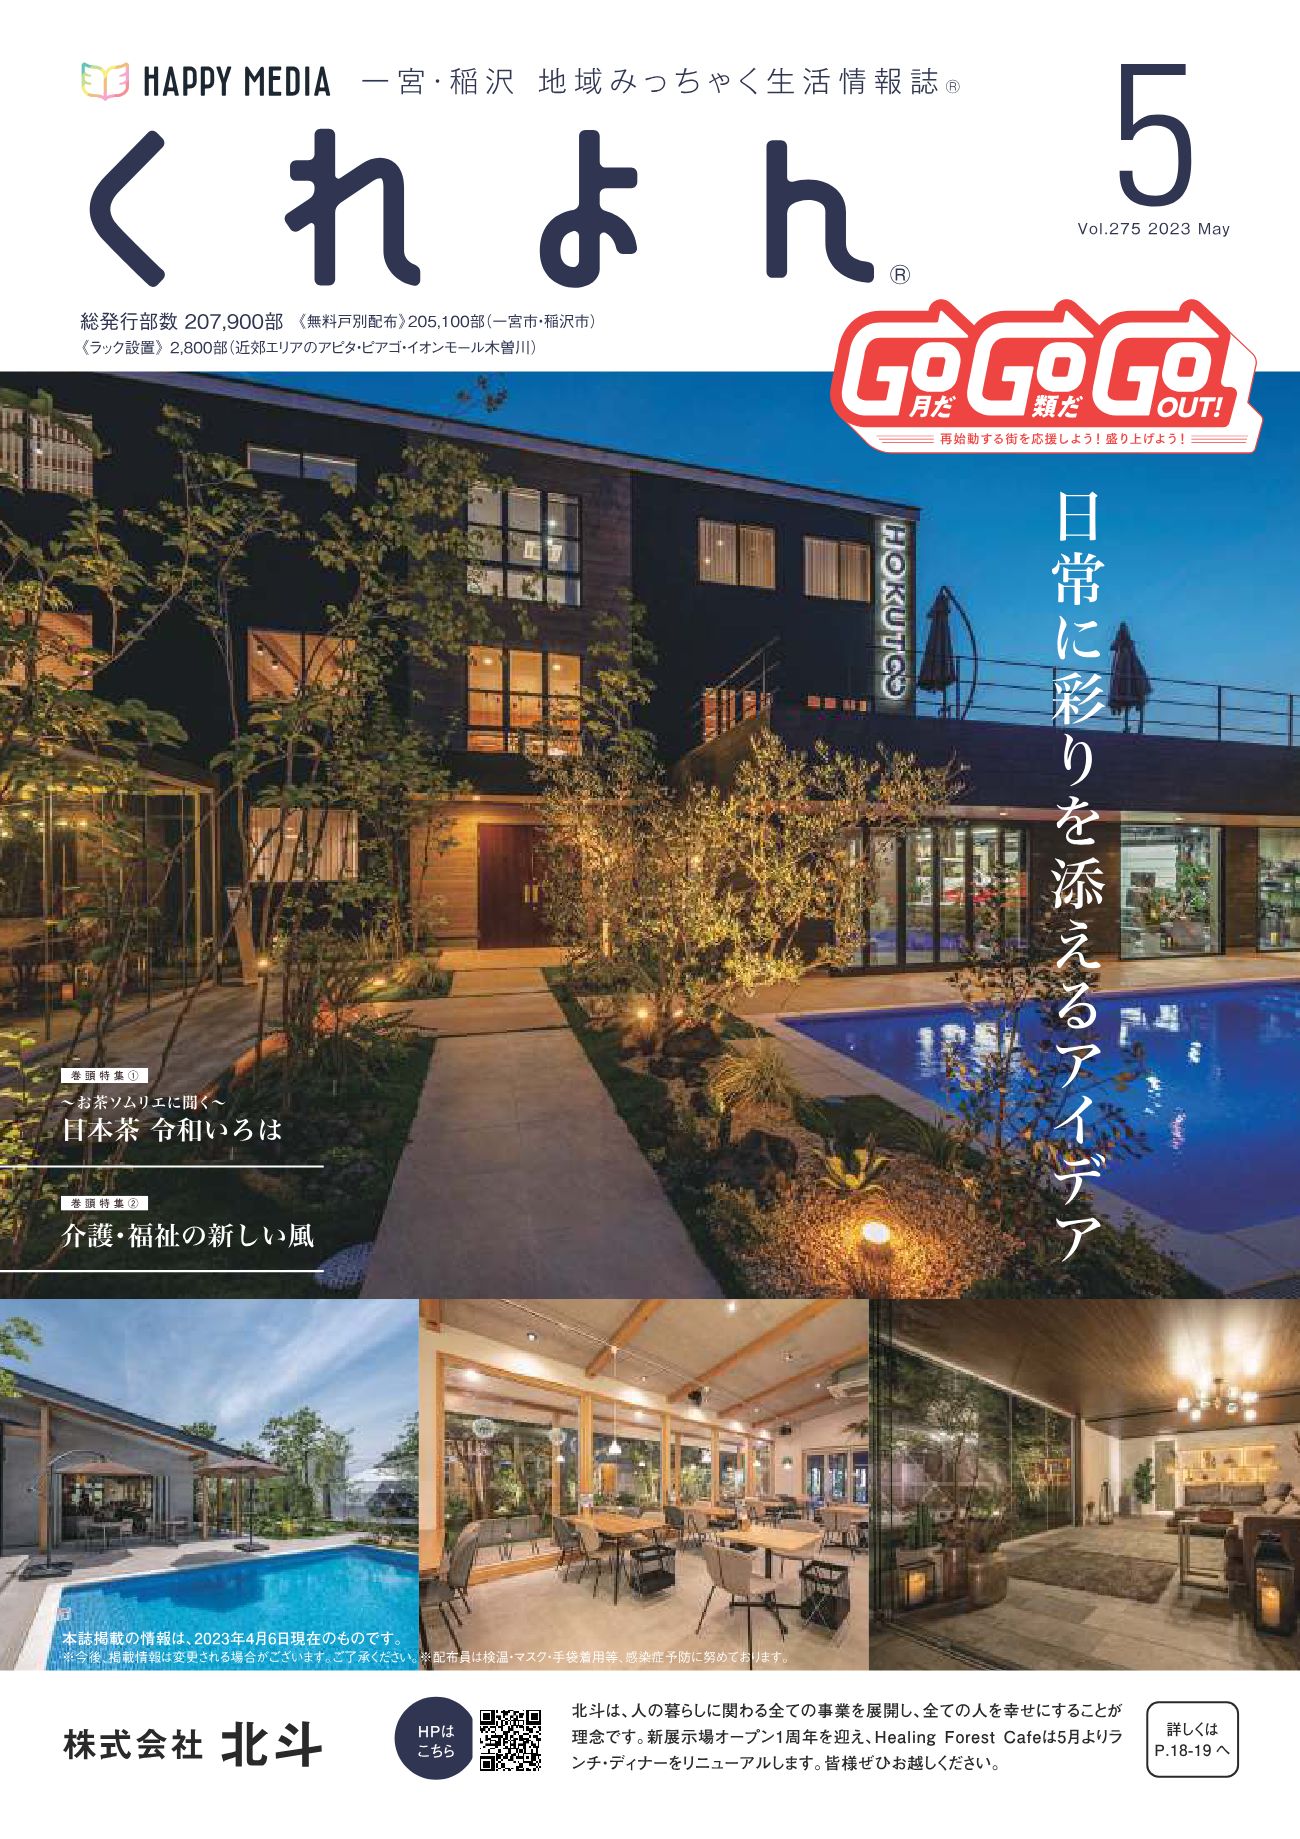 HAPPY MEDIA 一宮・稲沢 地域みっちゃく生活情報誌®
くれよん®
5
Vol.275 2023 May
総発行部数 207,900部 《無料戸別配布》205,100部(一宮市・稲沢市)
《ラック設置》 2,800部(近郊エリアのアピタ・ピアゴ・イオンモール木曽川)
GO GO GO
月だ 類だ OUT!
再始動する街を応援しよう!盛り上げよう!
HOKUTOO
日常に彩りを添えるアイデア
巻頭特集①
〜お茶ソムリエに聞く〜
日本茶 令和いろは
巻頭特集②
介護・福祉の新しい風
本誌掲載の情報は、2023年4月6日現在のものです。
※今後、掲載情報は変更される場合がございます。ご了承ください。※配布員は検温・マスク・手袋着用等、感染症予防に努めております。
株式会社 北斗
HPは
こちら
北斗は、人の暮らしに関わる全ての事業を展開し、全ての人を幸せにすることが
理念です。新展示場オープン1周年を迎え、Healing Forest Cafeは5月よりラ
ンチ・ディナーをリニューアルします。皆様ぜひお越しください。
詳しくは
P.18-19 へ